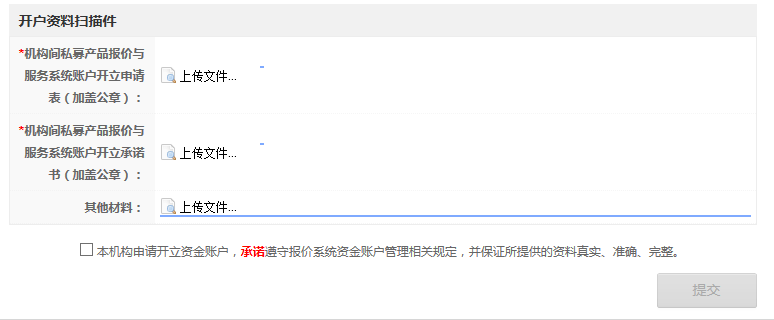 开户资料扫描件
*机构间私募产品报价与
服务系统账户开立申请
表（加盖公章）：
上传文件...
*机构间私募产品报价与
服务系统账户开立承诺
书（加盖公章）：
上传文件...
其他材料：
上传文件...
本机构申请开立资金账户，承诺遵守报价系统资金账户管理相关规定，并保证所提供的资料真实、准确、完整。
提交